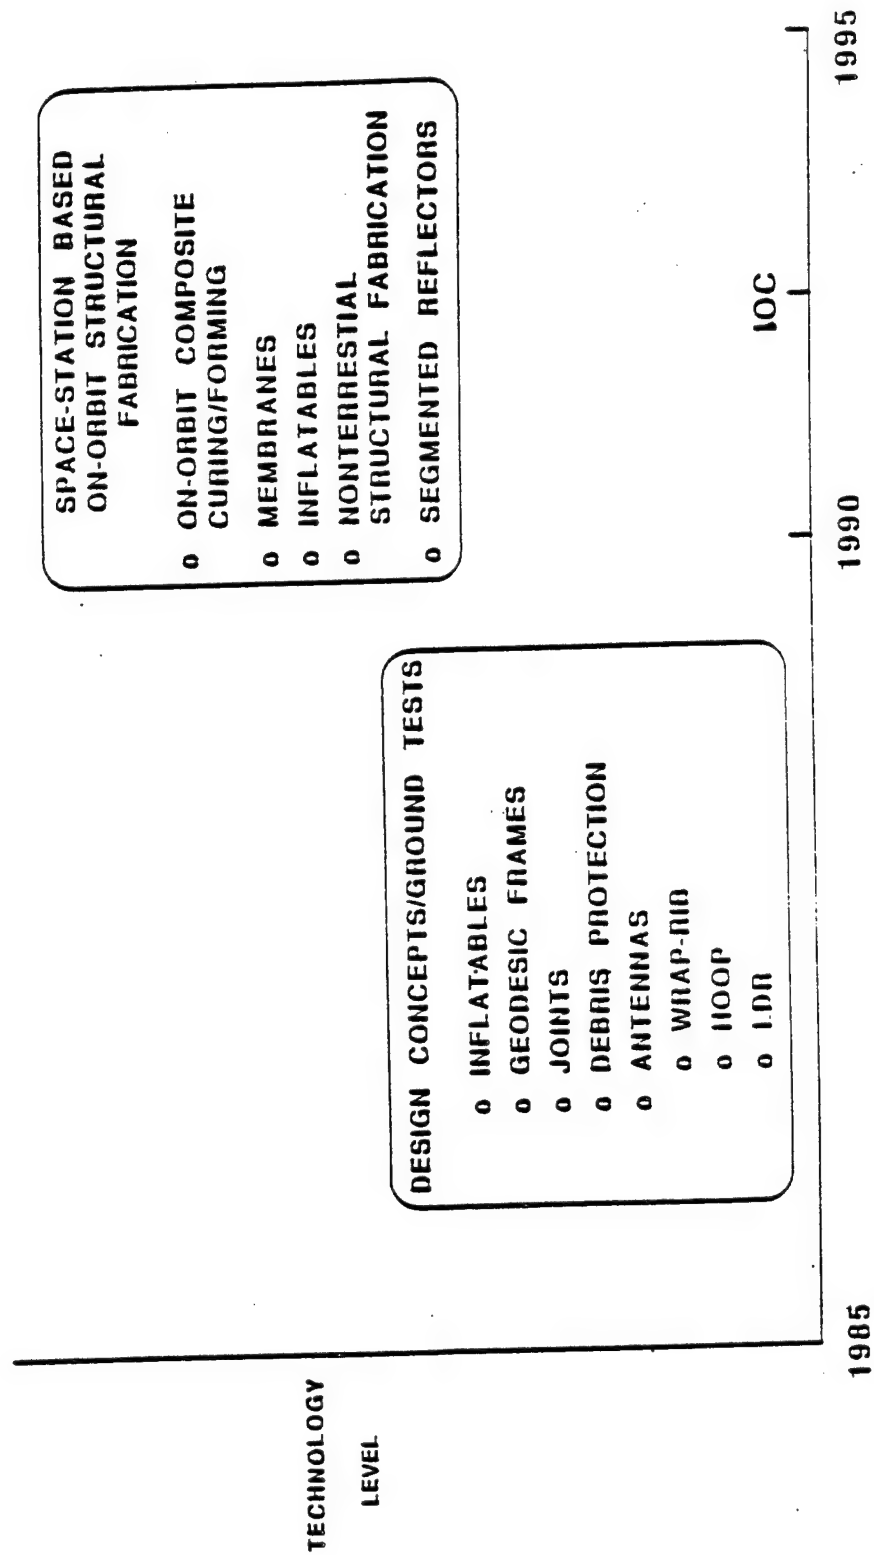 TECHNOLOGY
LEVEL
SPACE-STATION BASED
ON-ORBIT STRUCTURAL
FABRICATION
o ON-ORBIT COMPOSITE
CURING/FORMING
o MEMBRANES
o INFLATABLES
o NONTERRESTIAL
STRUCTURAL FABRICATION
o SEGMENTED REFLECTORS
DESIGN CONCEPTS/GROUND TESTS
o INFLATABLES
o GEODESIC FRAMES
o JOINTS
o DEBRIS PROTECTION
o ANTENNAS
o WRAP-RIB
o HOOP
o LDR
IOC
1985
1990
1995